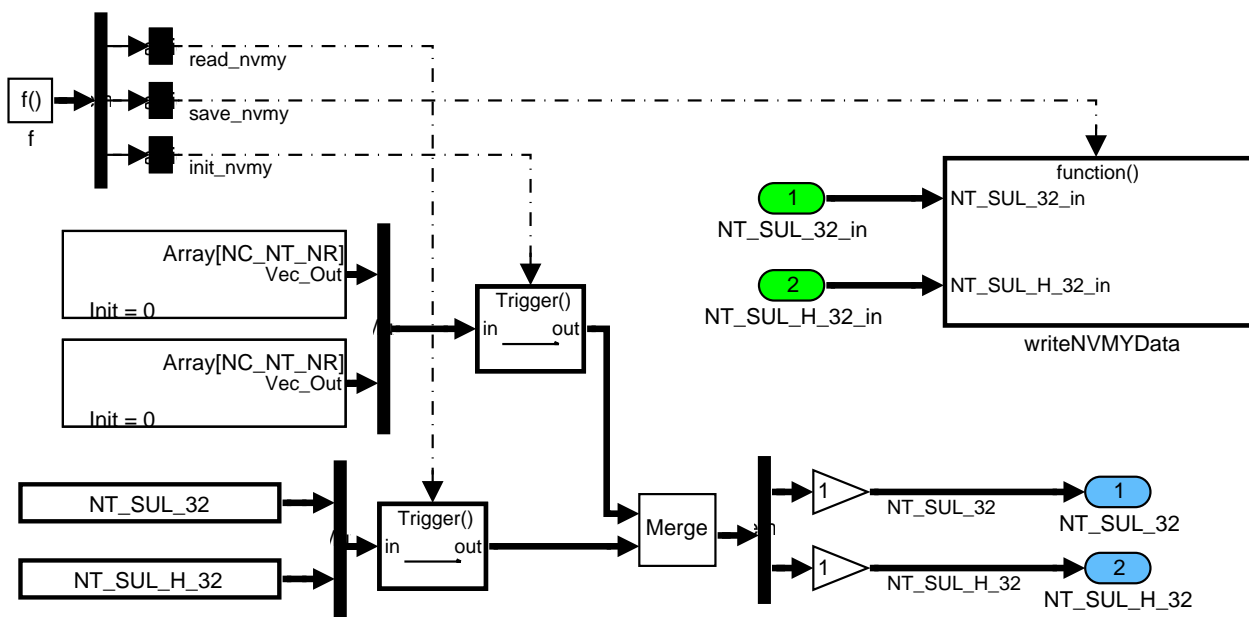 read_nvmy
f()
f
save_nvmy
init_nvmy
function()
NT_SUL_32_in
NT_SUL_H_32_in
writeNVMYData
1
NT_SUL_32_in
2
NT_SUL_H_32_in
Array[NC_NT_NR]
Vec_Out
Init = 0
Array[NC_NT_NR]
Vec_Out
Init = 0
Trigger()
in
out
NT_SUL_32
NT_SUL_H_32
Trigger()
in
out
Merge
1
NT_SUL_32
1
NT_SUL_32
1
NT_SUL_H_32
2
NT_SUL_H_32